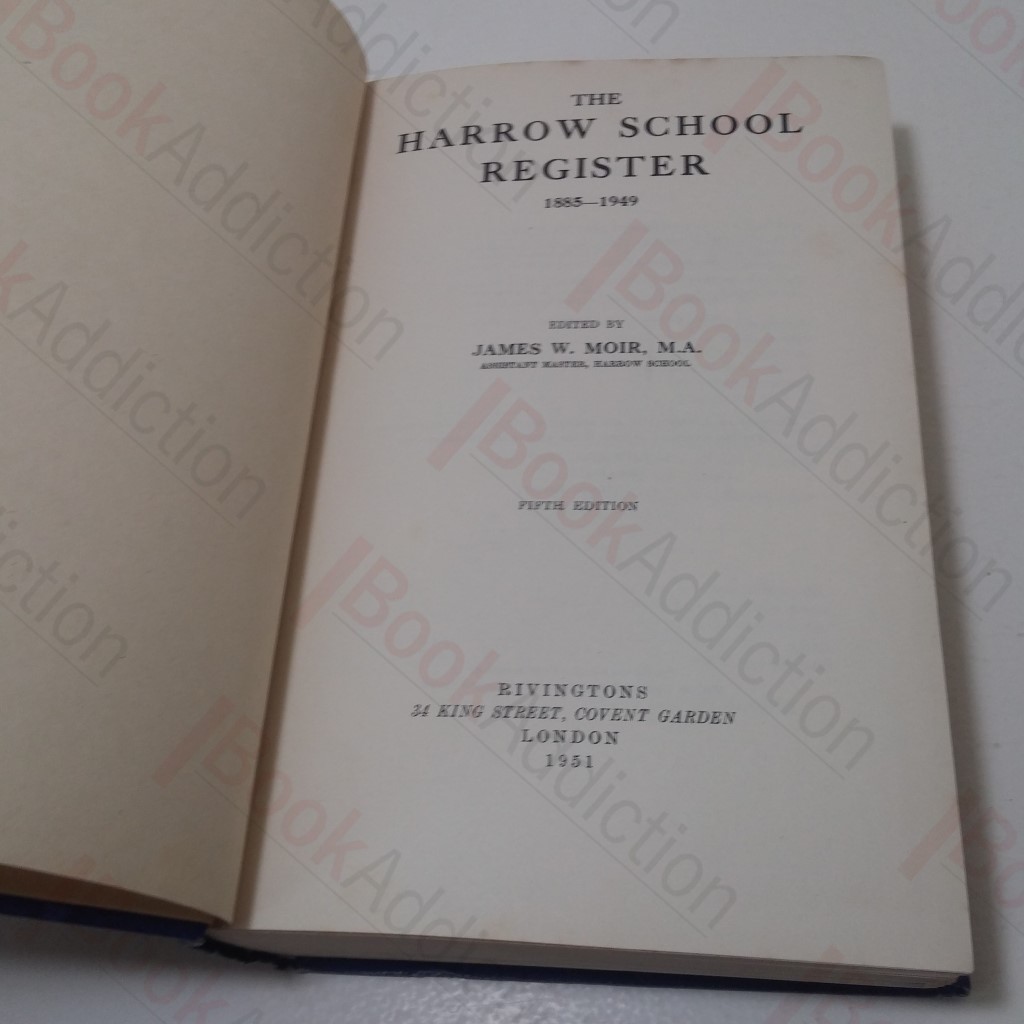 THE
HARROW SCHOOL
REGISTER
1885—1949
EDITED BY
JAMES W. MOIR, M.A.
ASSISTANT MASTER, HARROW SCHOOL
FIFTH EDITION
RIVINGTONS
34 KING STREET, COVENT GARDEN
LONDON
1951
BookAddiction